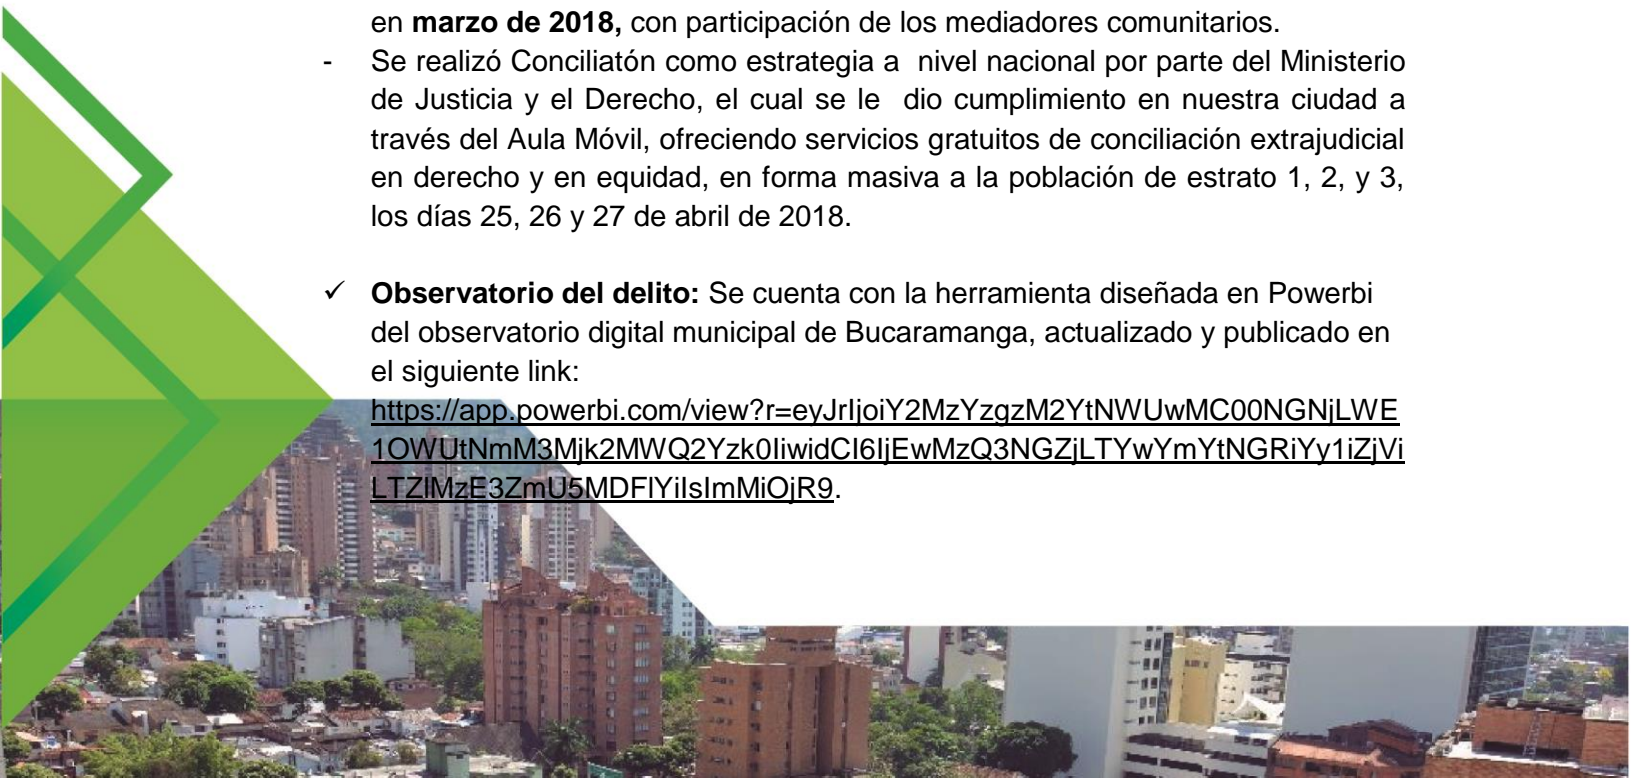 en marzo de 2018, con participación de los mediadores comunitarios.
- Se realizó Conciliatón como estrategia a nivel nacional por parte del Ministerio
de Justicia y el Derecho, el cual se le dio cumplimiento en nuestra ciudad a
través del Aula Móvil, ofreciendo servicios gratuitos de conciliación extrajudicial
en derecho y en equidad, en forma masiva a la población de estrato 1, 2, y 3,
los días 25, 26 y 27 de abril de 2018.
✓ Observatorio del delito: Se cuenta con la herramienta diseñada en Powerbi
del observatorio digital municipal de Bucaramanga, actualizado y publicado en
el siguiente link:
https://app.powerbi.com/view?r=eyJrIjoiY2MzYzgzM2YtNWUwMC00NGNjLWE
1OWUtNmM3Mjk2MWQ2Yzk0IiwidCI6IjEwMzQ3NGZjLTYwYmYtNGRiYy1iZjVi
LTZlMzE3ZmU5MDFlYiIsImMiOjR9.